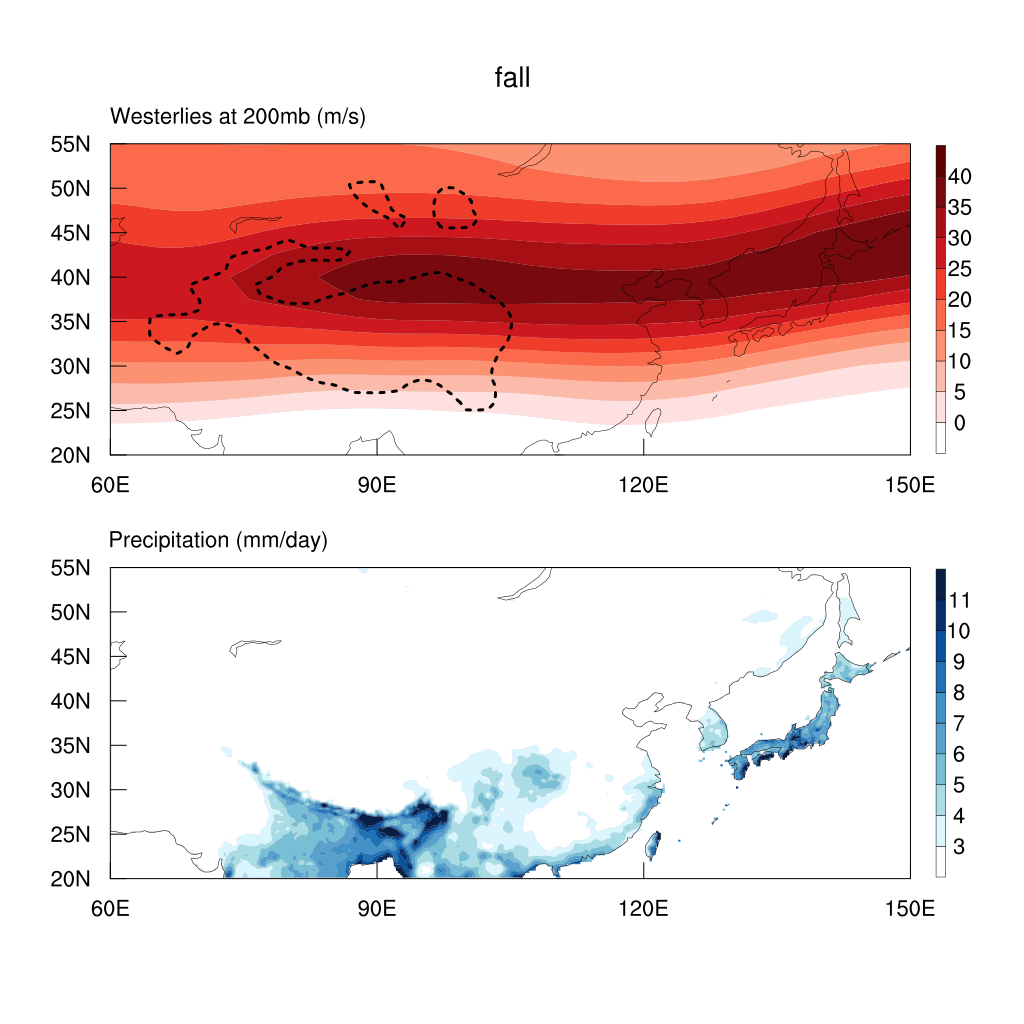 fall
Westerlies at 200mb (m/s)
55N
50N
45N
40N
35N
30N
25N
20N
60E 90E 120E 150E
40
35
30
25
20
15
10
5
0
Precipitation (mm/day)
55N
50N
45N
40N
35N
30N
25N
20N
60E 90E 120E 150E
11
10
9
8
7
6
5
4
3